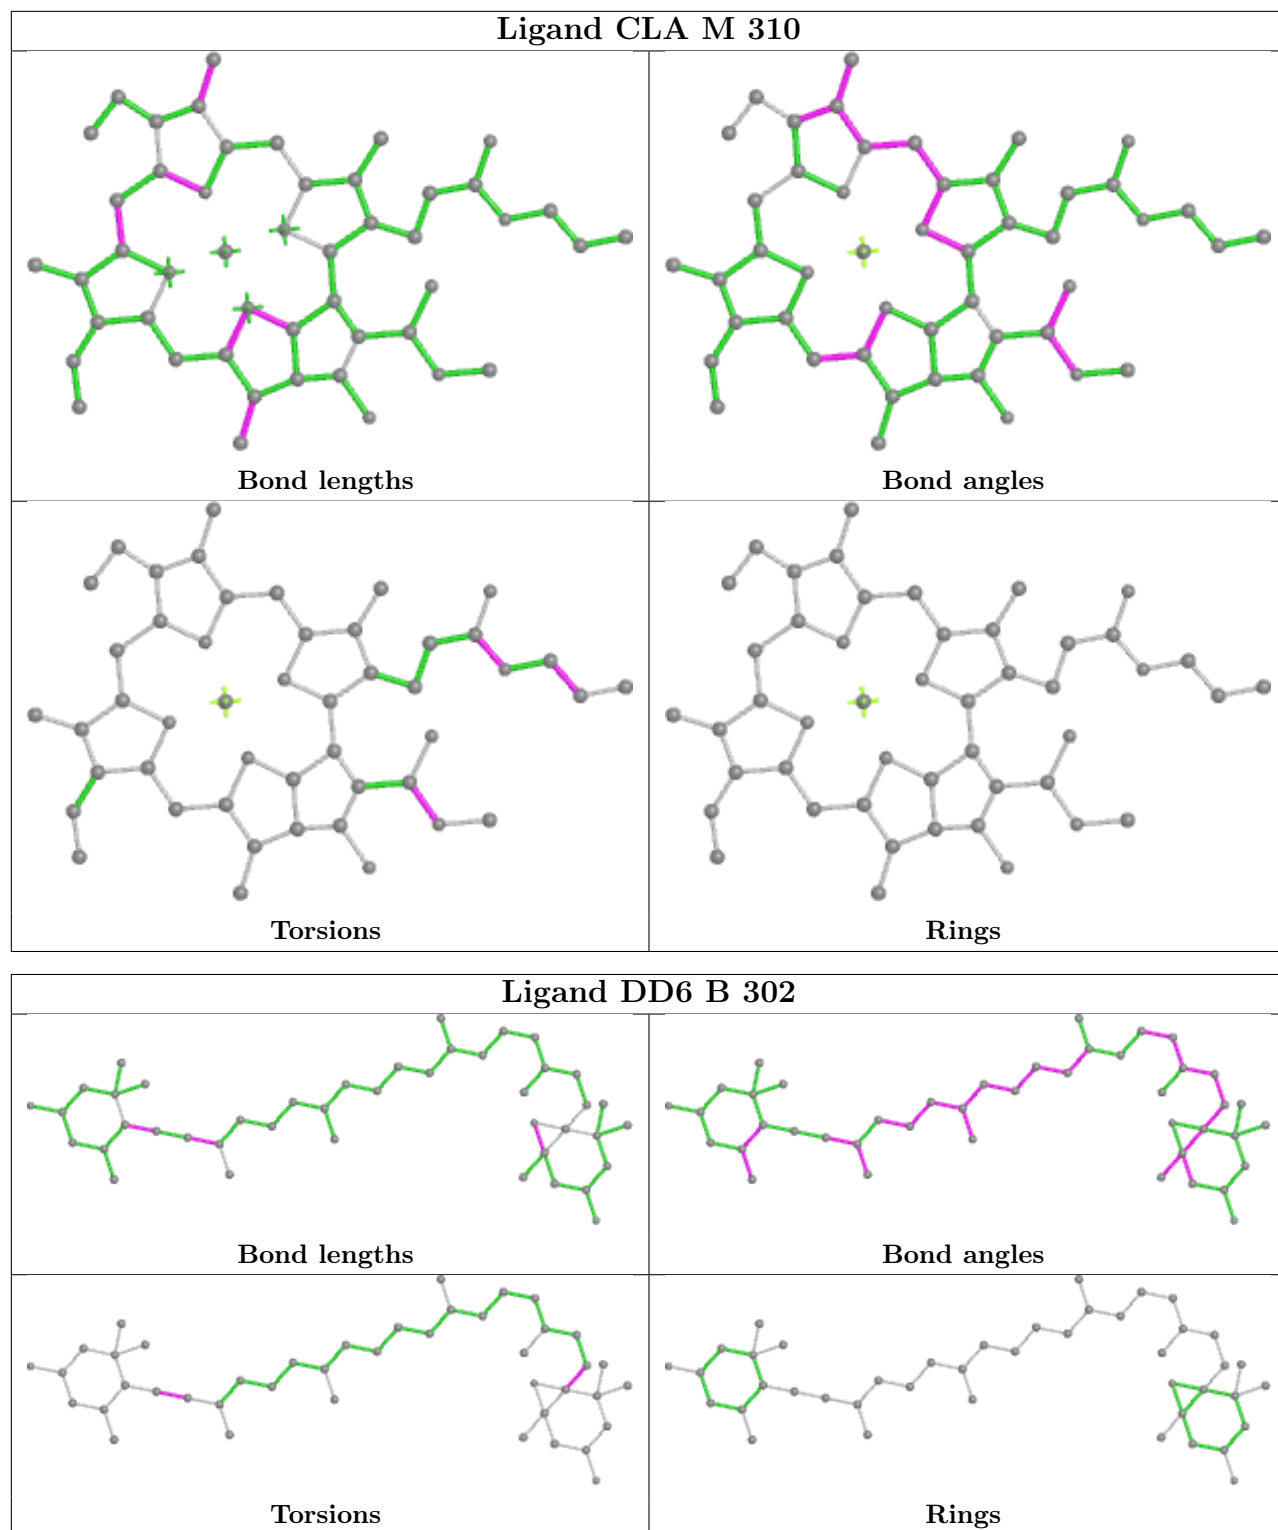 Ligand CLA M 310
Bond lengths
Bond angles
Torsions
Rings
Ligand DD6 B 302
Bond lengths
Bond angles
Torsions
Rings